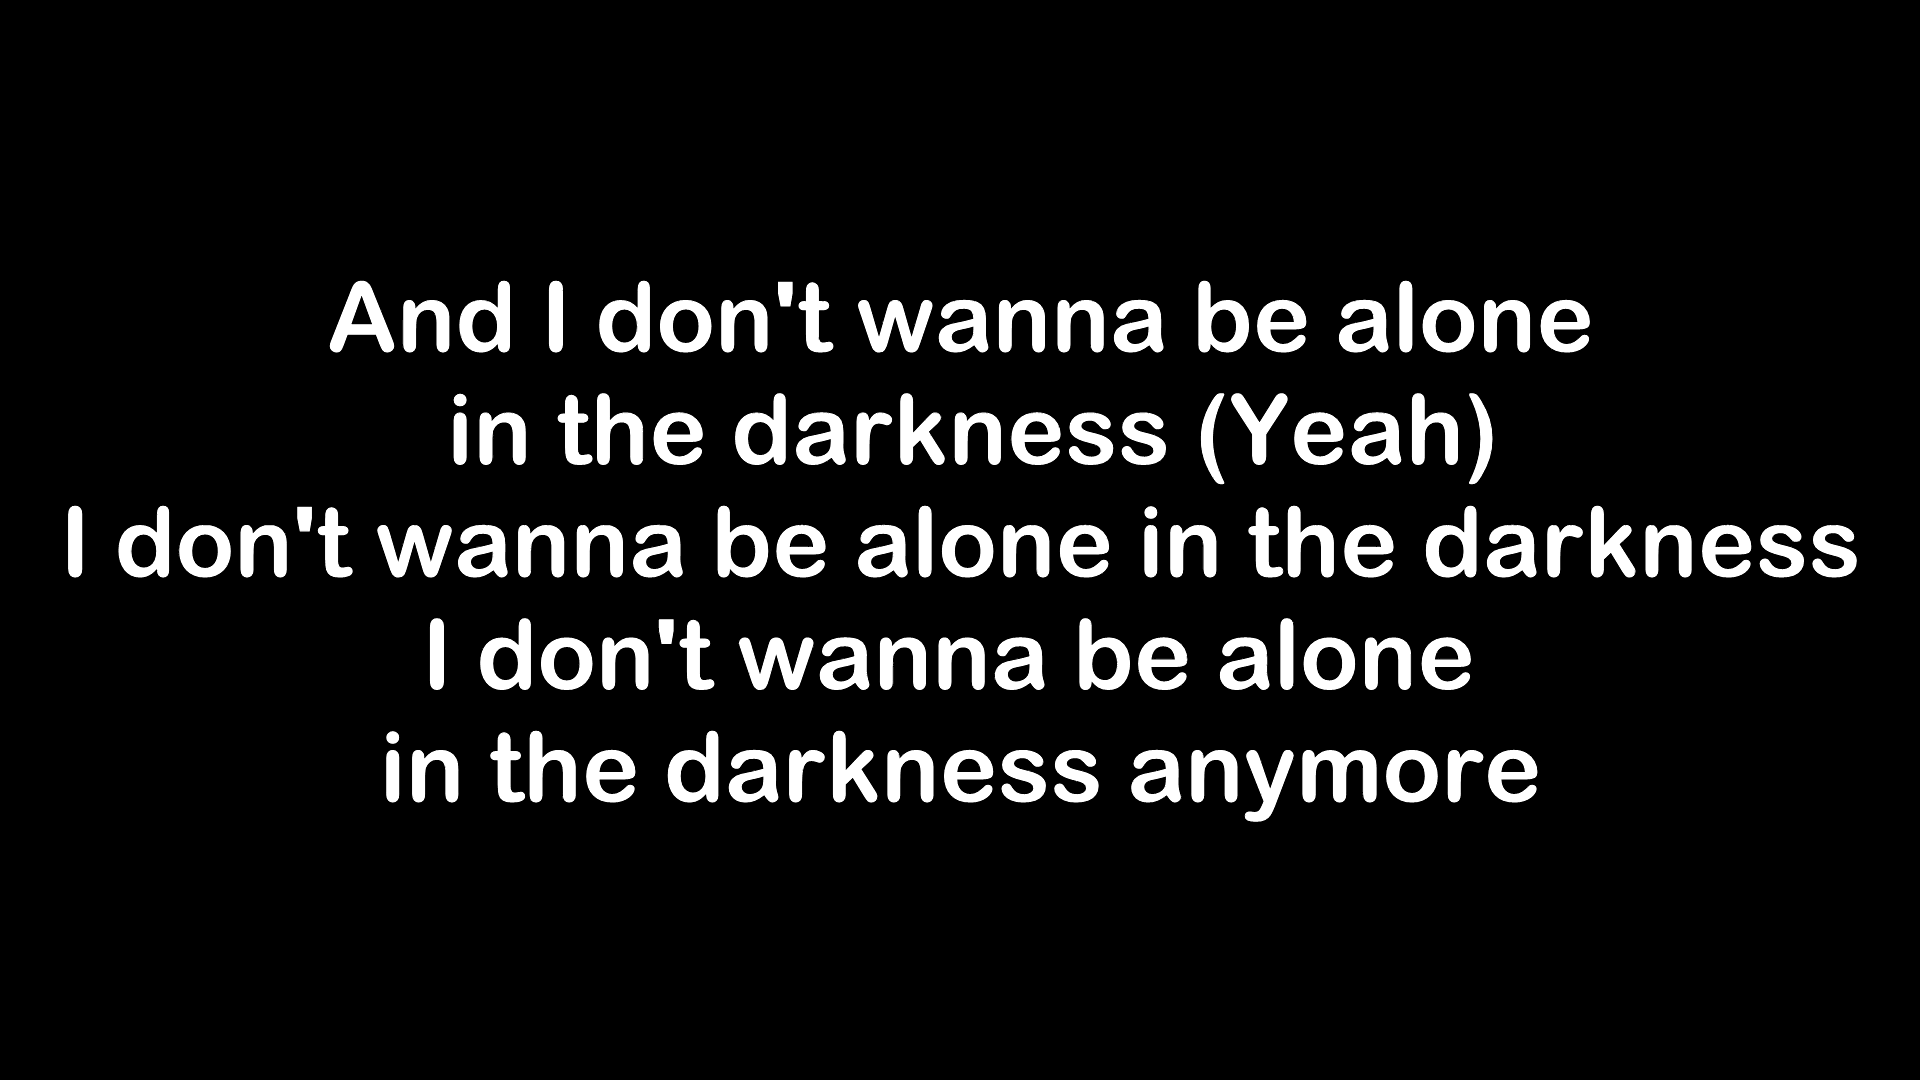 And I don't wanna be alone
in the darkness (Yeah)
I don't wanna be alone in the darkness
I don't wanna be alone
in the darkness anymore